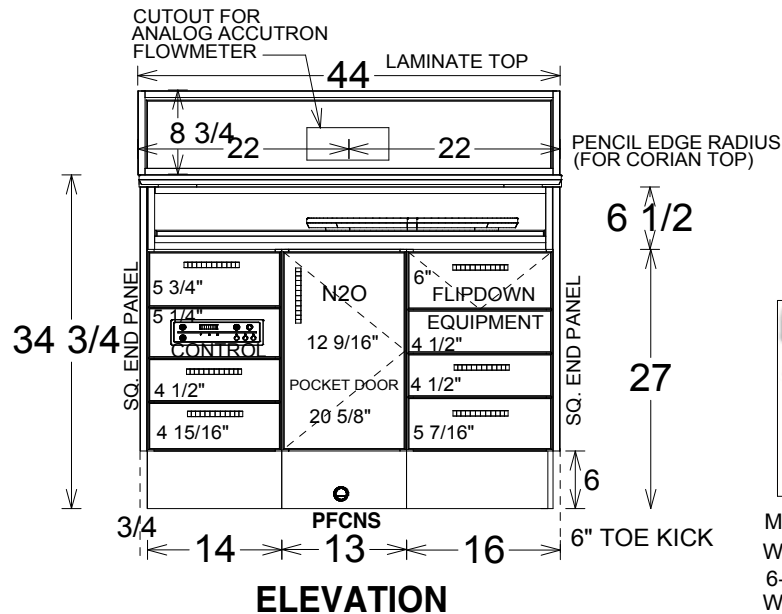 CUTOUT FOR
ANALOG ACCUTRON
FLOWMETER
LAMINATE TOP
44
8 3/4
22
22
PENCIL EDGE RADIUS
(FOR CORIAN TOP)
6 1/2
34 3/4
SQ. END PANEL
5 3/4"
5 1/4"
CONTROL
4 1/2"
4 15/16"
N2O
12 9/16"
POCKET DOOR
20 5/8"
6"
FLIPDOWN
EQUIPMENT
4 1/2"
4 1/2"
5 7/16"
SQ. END PANEL
27
6
3/4
PFCNS
14
13
16
6" TOE KICK
ELEVATION
M
W
6-
W